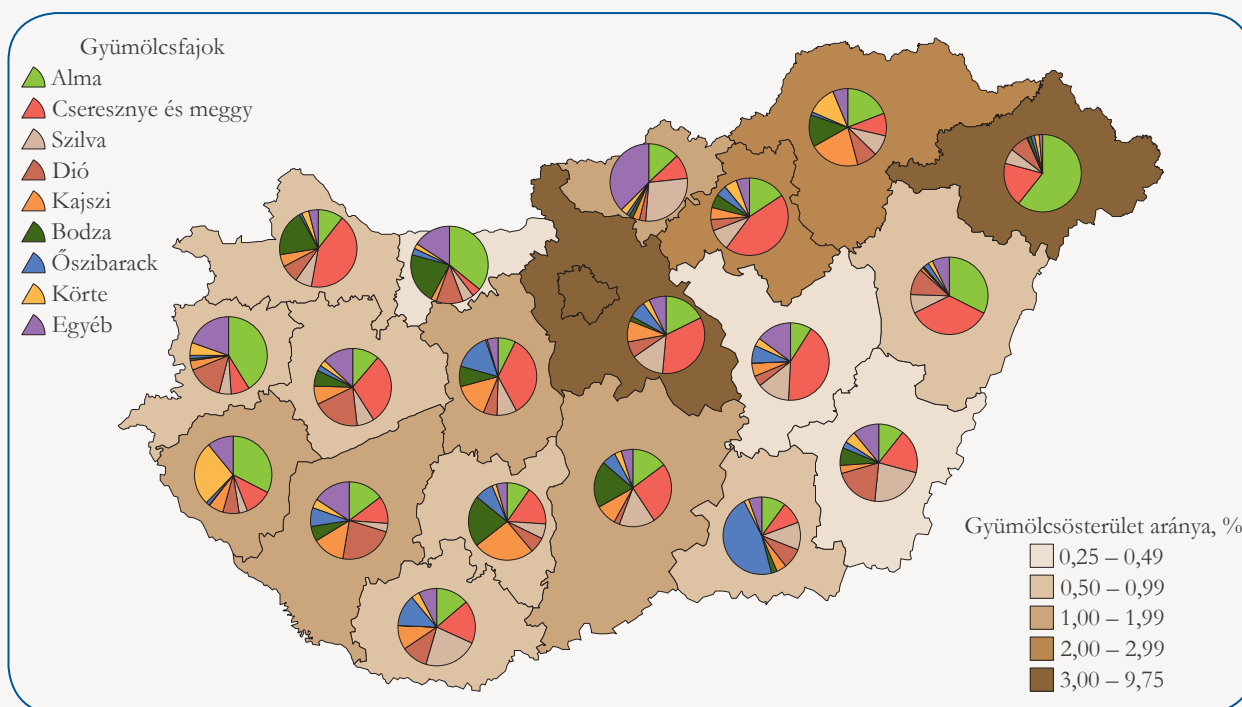 Gyümölcsfajok
Alma
Cseresznye és meggy
Szilva
Dió
Kajszi
Bodza
Őszibarack
Körte
Egyéb
Gyümölcsösterület aránya, %
0,25 – 0,49
0,50 – 0,99
1,00 – 1,99
2,00 – 2,99
3,00 – 9,75